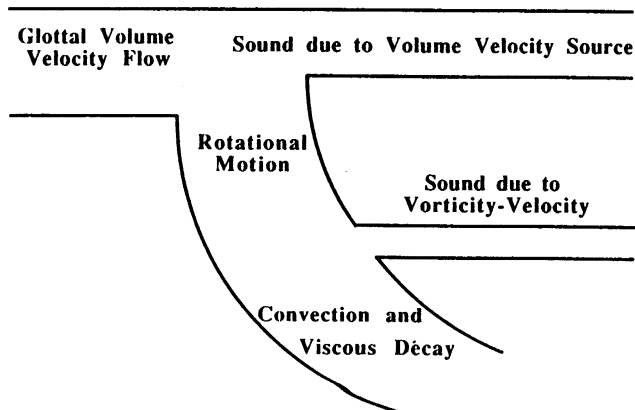 Glottal Volume
Velocity Flow
Sound due to Volume Velocity Source
Rotational
Motion
Sound due to
Vorticity-Velocity
Convection and
Viscous Decay